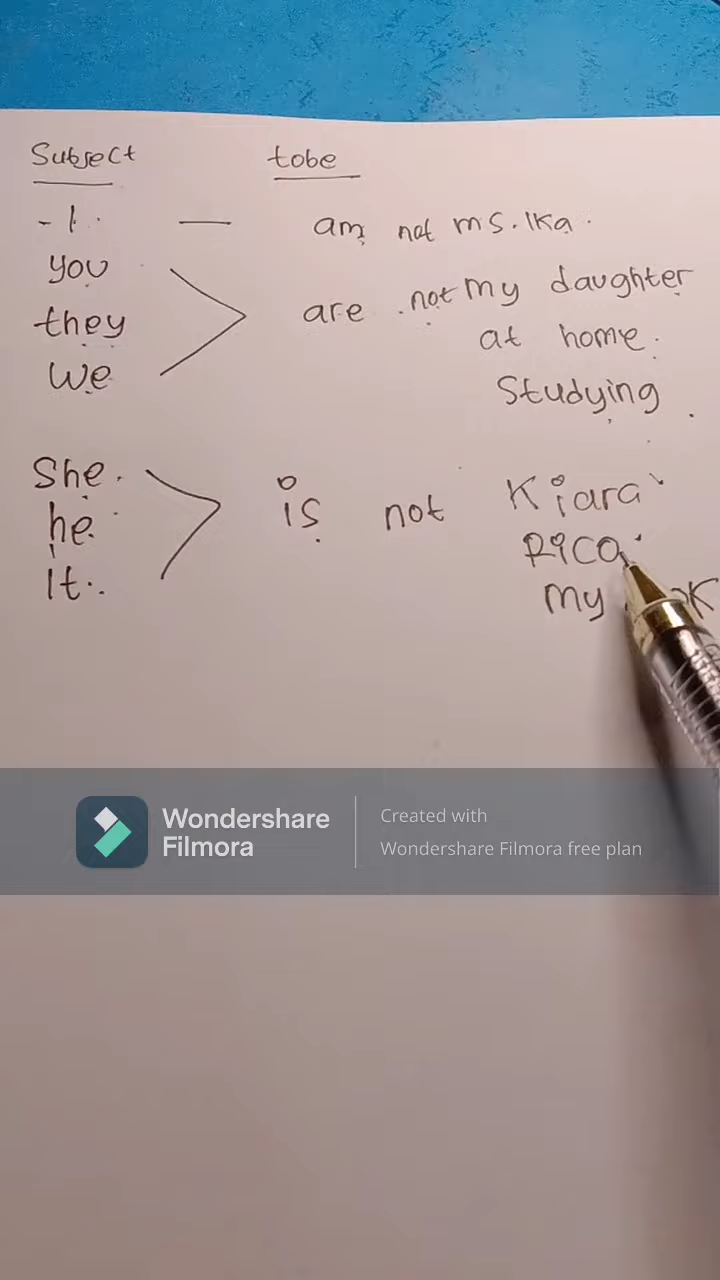 Subject tobe
- I. — am not ms. Ika.
you
they are not my daughter
at home.
we
Studying.
She. is not Kiara
he.
Rico
It..
my
Wondershare Filmora
Created with
Wondershare Filmora free plan